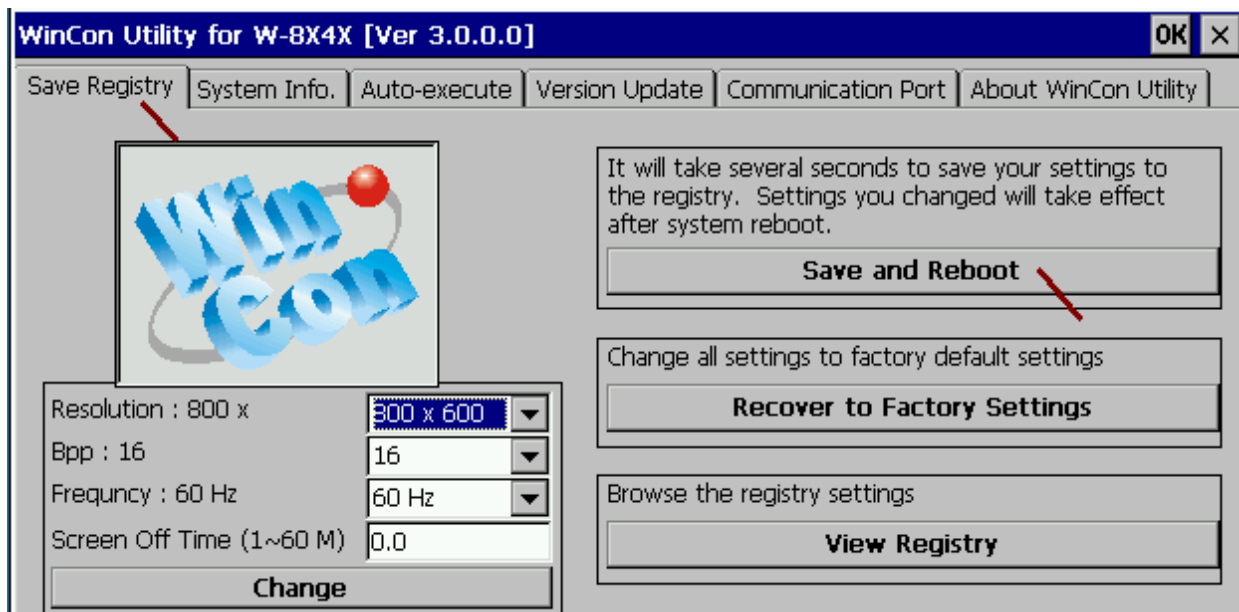 WinCon Utility for W-8X4X [Ver 3.0.0.0]
OK ×
Save Registry System Info. Auto-execute Version Update Communication Port About WinCon Utility
Win
Con
Resolution : 800 x 800 x 600
Bpp : 16 16
Frequncy : 60 Hz 60 Hz
Screen Off Time (1~60 M) 0.0
Change
It will take several seconds to save your settings to
the registry. Settings you changed will take effect
after system reboot.
Save and Reboot
Change all settings to factory default settings
Recover to Factory Settings
Browse the registry settings
View Registry